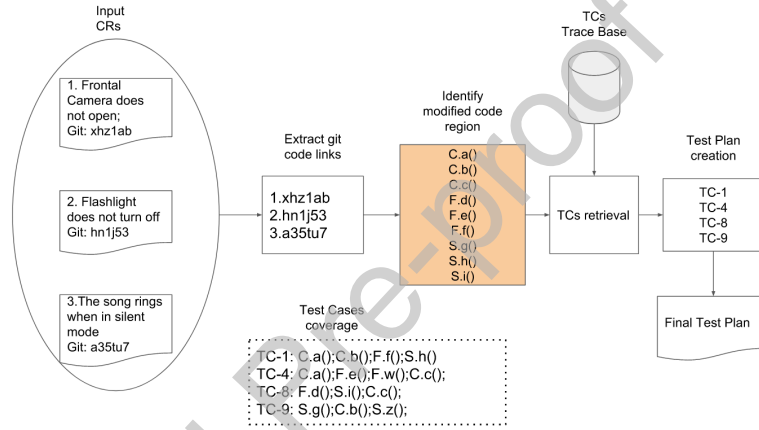 Input
CRs
1. Frontal
Camera does
not open;
Git: xhz1ab
2. Flashlight
does not turn off
Git: hn1j53
3.The song rings
when in silent
mode
Git: a35tu7
Extract git
code links
1.xhz1ab
2.hn1j53
3.a35tu7
Identify
modified code
region
C.a()
C.b()
C.c()
F.d()
F.e()
F.f()
S.g()
S.h()
S.i()
TCs
Trace Base
TCs retrieval
Test Plan
creation
TC-1
TC-4
TC-8
TC-9
Final Test Plan
Test Cases
coverage
TC-1: C.a();C.b();F.f();S.h()
TC-4: C.a();F.e();F.w();C.c();
TC-8: F.d();S.i();C.c();
TC-9: S.g();C.b();S.z();
Pre-proof